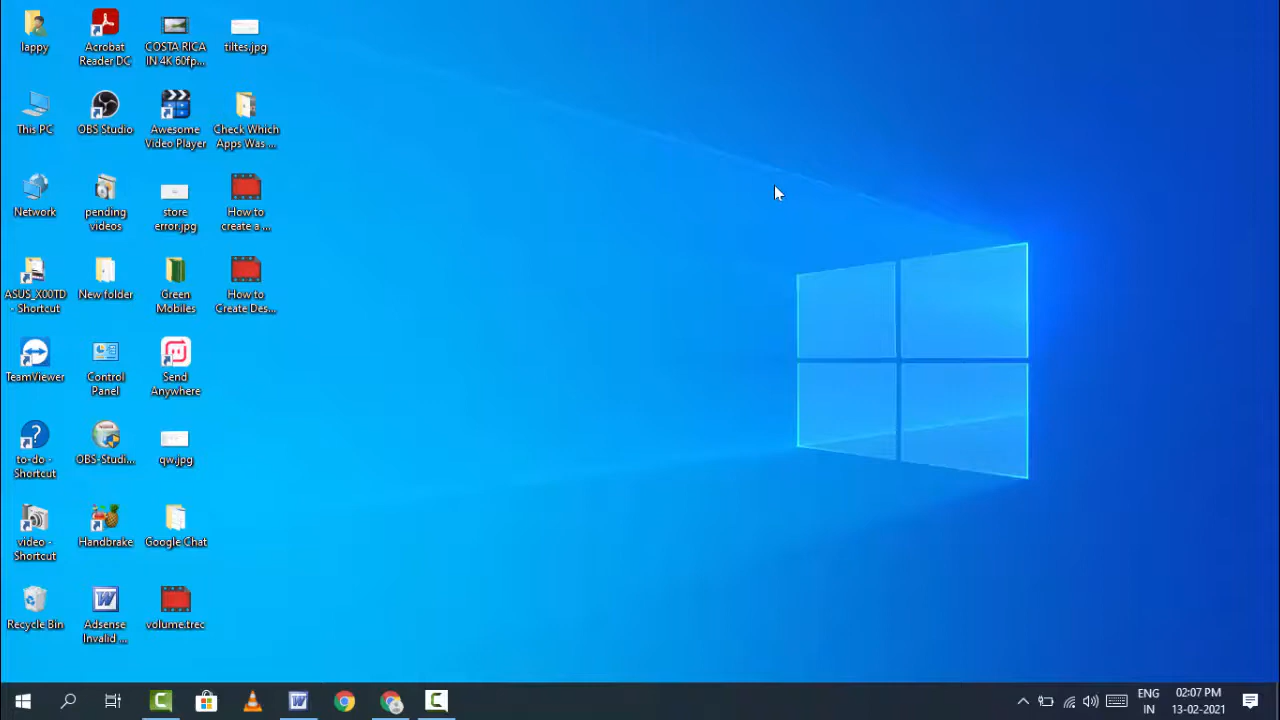 lappy
Acrobat
Reader DC
COSTA RICA
IN 4K 60fp...
tiltes.jpg
This PC
OBS Studio
Awesome
Video Player
Check Which
Apps Was ...
Network
pending
videos
store
error.jpg
How to
create a ...
ASUS_X00TD
- Shortcut
New folder
Green
Mobiles
How to
Create Des...
TeamViewer
Control
Panel
Send
Anywhere
to-do -
Shortcut
OBS-Studi...
qw.jpg
video -
Shortcut
Handbrake
Google Chat
Recycle Bin
Adsense
Invalid ...
volume.trec
ENG
IN
02:07 PM
13-02-2021